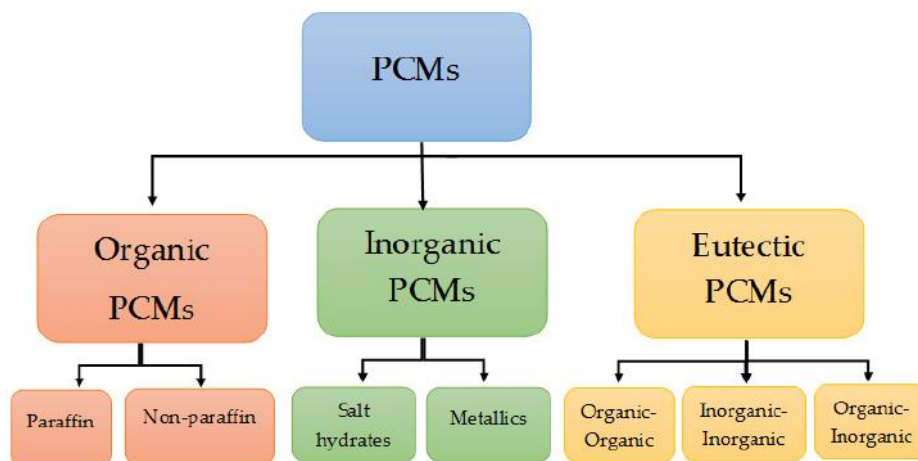 PCMs
Organic
PCMs
Inorganic
PCMs
Eutectic
PCMs
Paraffin
Non-paraffin
Salt
hydrates
Metallics
Organic-
Organic
Inorganic-
Inorganic
Organic-
Inorganic